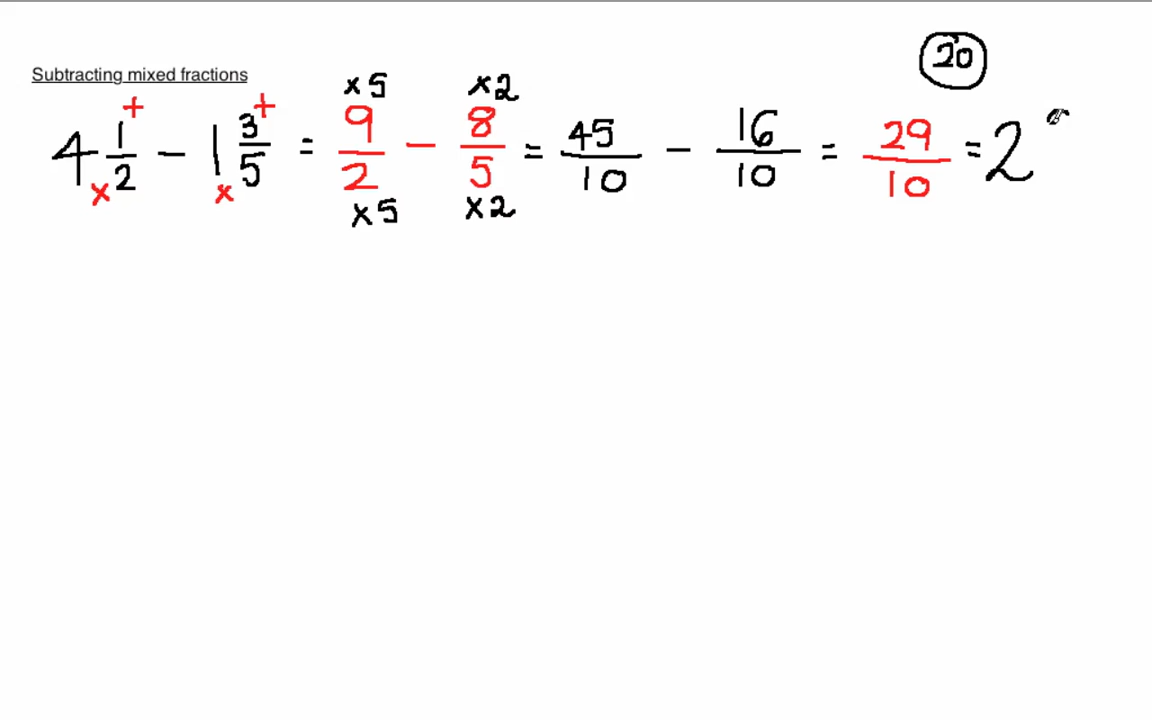 20
Subtracting mixed fractions
×5 ×2
4 1/2 + × − 1 3/5 + × = 9/2 − 8/5 = 45/10 − 16/10 = 29/10 = 2
×5 ×2